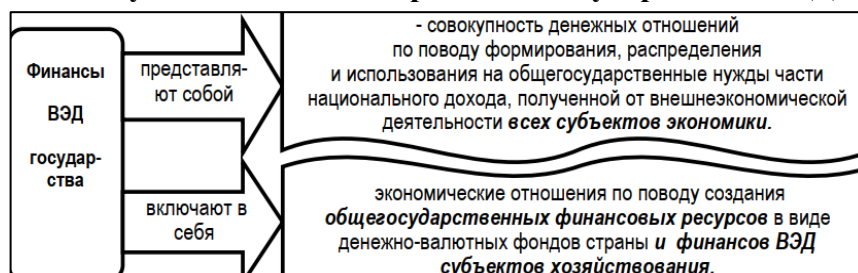 Финансы
ВЭД
государ-
ства
представля-
ют собой
- совокупность денежных отношений
по поводу формирования, распределения
и использования на общегосударственные нужды части
национального дохода, полученной от внешнеэкономической
деятельности всех субъектов экономики.
включают в
себя
экономические отношения по поводу создания
общегосударственных финансовых ресурсов в виде
денежно-валютных фондов страны и финансов ВЭД
субъектов хозяйствования.